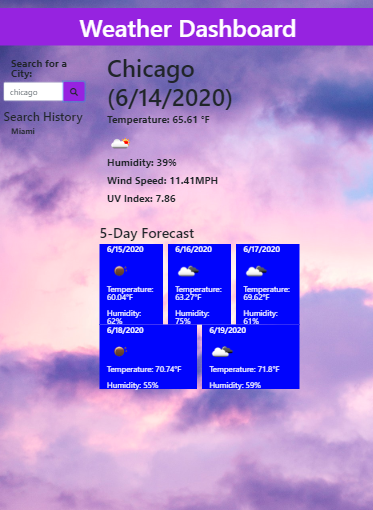 Weather Dashboard
Search for a
City:
chicago
Search History
Miami
Chicago
(6/14/2020)
Temperature: 65.61 °F
Humidity: 39%
Wind Speed: 11.41MPH
UV Index: 7.86
5-Day Forecast
6/15/2020
Temperature:
60.04°F
Humidity:
62%
6/16/2020
Temperature:
63.27°F
Humidity:
75%
6/17/2020
Temperature:
69.62°F
Humidity:
61%
6/18/2020
Temperature: 70.74°F
Humidity: 55%
6/19/2020
Temperature: 71.8°F
Humidity: 59%